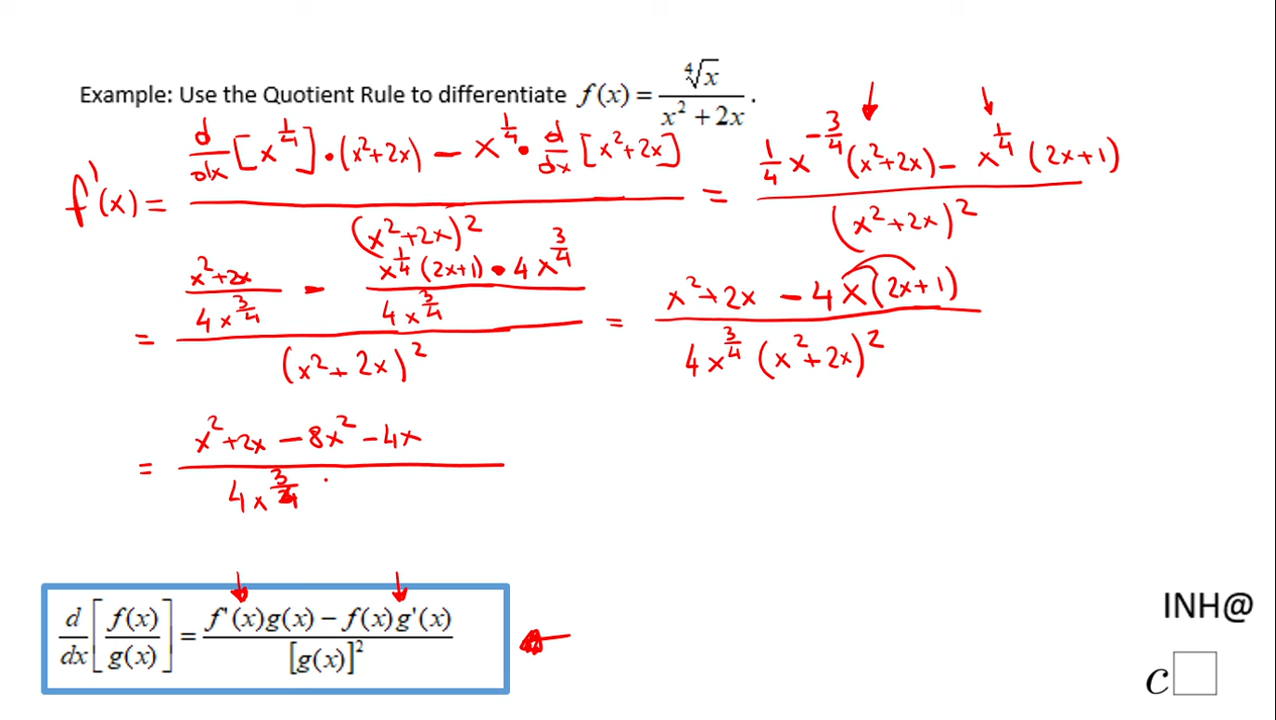 Example: Use the Quotient Rule to differentiate f(x) = ∜x / (x² + 2x).
f'(x) = (d/dx [x^(1/4)] · (x²+2x) − x^(1/4) · d/dx [x²+2x]) / (x²+2x)² = (1/4 x^(−3/4) (x²+2x) − x^(1/4) (2x+1)) / (x²+2x)²
= ((x²+2x) / (4x^(3/4)) − (x^(1/4) (2x+1) · 4x^(3/4)) / (4x^(3/4))) / (x²+2x)² = (x²+2x − 4x(2x+1)) / (4x^(3/4) (x²+2x)²)
= (x²+2x − 8x² − 4x) / (4x^(3/4)
d/dx [f(x)/g(x)] = (f'(x)g(x) − f(x)g'(x)) / [g(x)]²
INH@
c